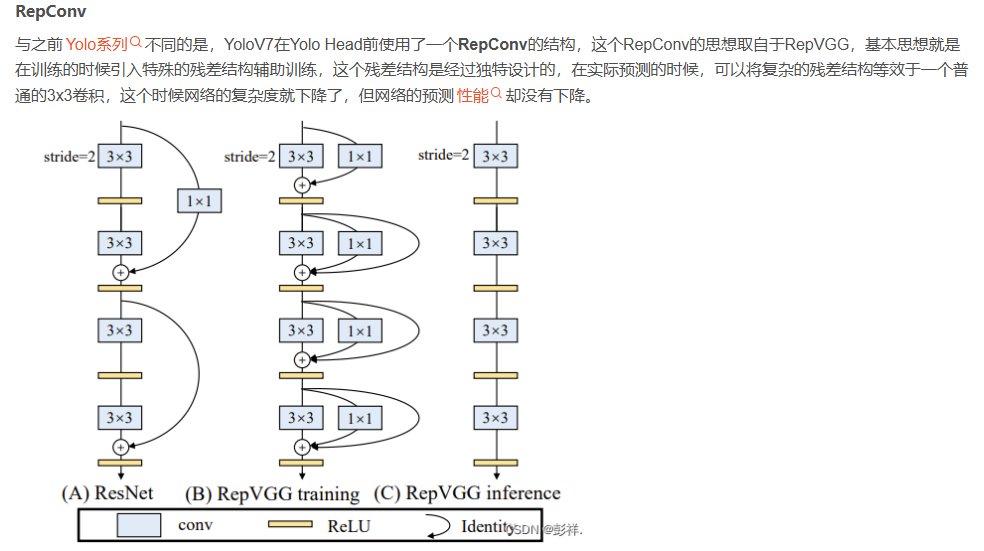 RepConv
与之前Yolo系列不同的是，YoloV7在Yolo Head前使用了一个RepConv的结构，这个RepConv的思想取自于RepVGG，基本思想就是
在训练的时候引入特殊的残差结构辅助训练，这个残差结构是经过独特设计的，在实际预测的时候，可以将复杂的残差结构等效于一个普
通的3x3卷积，这个时候网络的复杂度就下降了，但网络的预测性能却没有下降。
stride=2 3×3 stride=2 3×3 1×1 stride=2 3×3
1×1
3×3 3×3 1×1 3×3
3×3 3×3 1×1 3×3
3×3 3×3 1×1 3×3
(A) ResNet (B) RepVGG training (C) RepVGG inference
conv ReLU Identity
CSDN @彭祥.